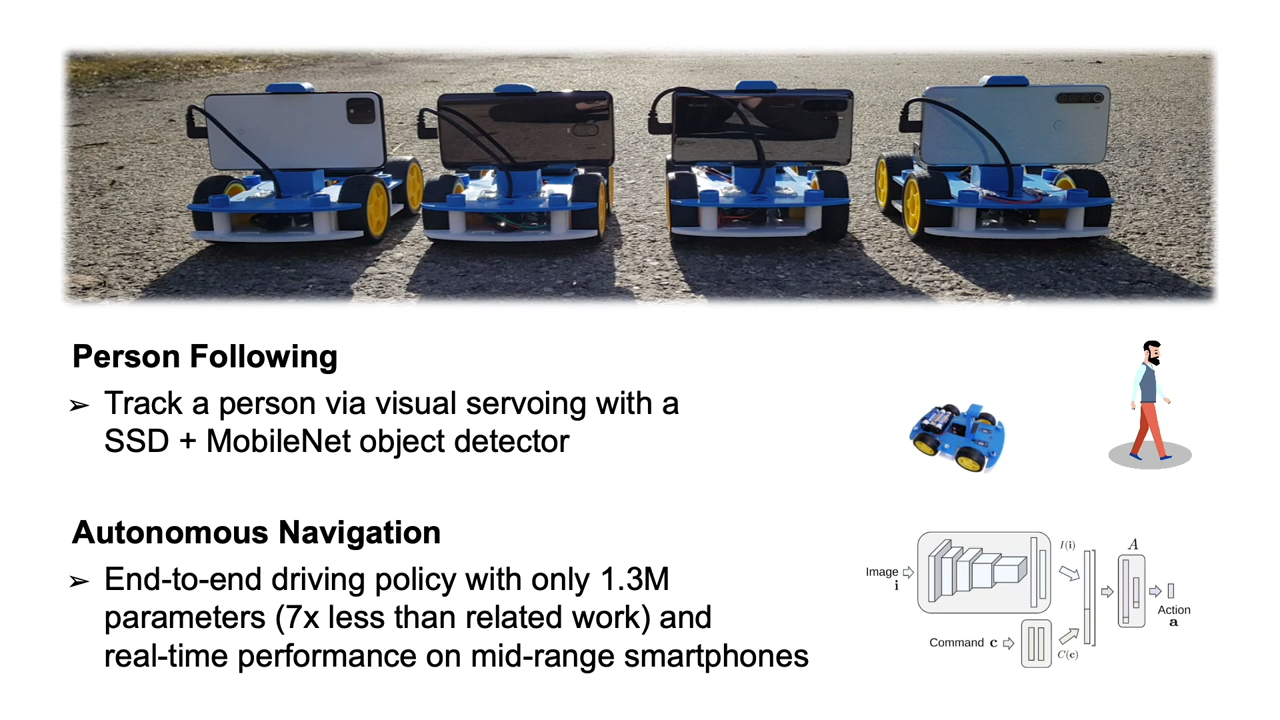 Person Following
➢ Track a person via visual servoing with a
SSD + MobileNet object detector
Autonomous Navigation
➢ End-to-end driving policy with only 1.3M
parameters (7x less than related work) and
real-time performance on mid-range smartphones
I(i)
A
Image
i
Action
a
Command c
C(c)